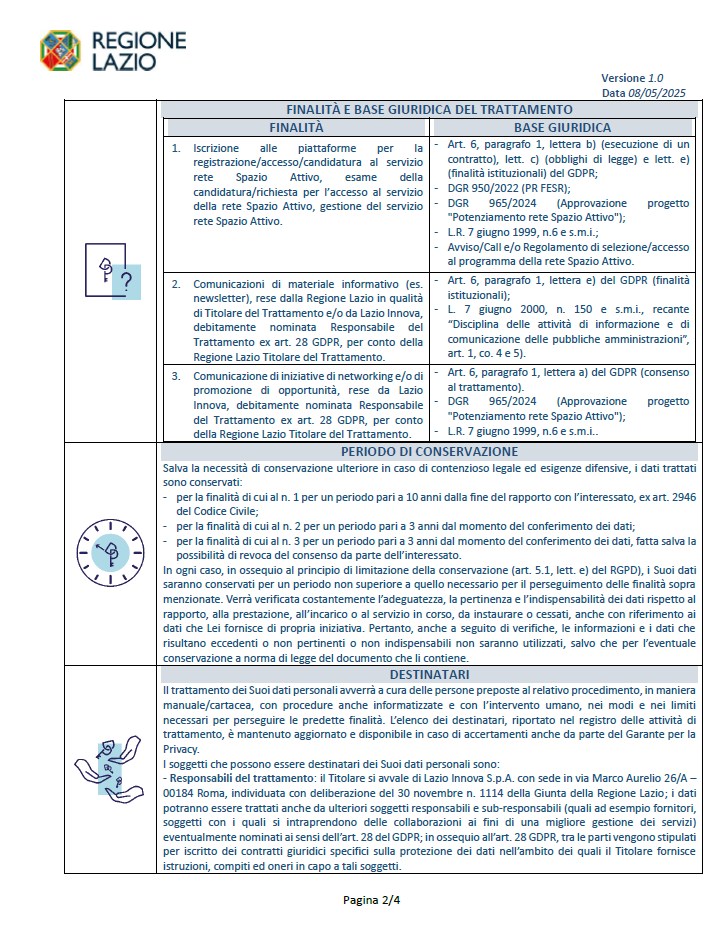 REGIONE
LAZIO
Versione 1.0
Data 08/05/2025
FINALITÀ E BASE GIURIDICA DEL TRATTAMENTO
FINALITÀ
BASE GIURIDICA
1. Iscrizione alle piattaforme per la
registrazione/accesso/candidatura al servizio
rete Spazio Attivo, esame della
candidatura/richiesta per l'accesso al servizio
della rete Spazio Attivo, gestione del servizio
rete Spazio Attivo.
- Art. 6, paragrafo 1, lettera b) (esecuzione di un
contratto), lett. c) (obblighi di legge) e lett. e)
(finalità istituzionali) del GDPR;
- DGR 950/2022 (PR FESR);
- DGR 965/2024 (Approvazione progetto
"Potenziamento rete Spazio Attivo");
- L.R. 7 giugno 1999, n.6 e s.m.i.;
- Avviso/Call e/o Regolamento di selezione/accesso
al programma della rete Spazio Attivo.
2. Comunicazioni di materiale informativo (es.
newsletter), rese dalla Regione Lazio in qualità
di Titolare del Trattamento e/o da Lazio Innova,
debitamente nominata Responsabile del
Trattamento ex art. 28 GDPR, per conto della
Regione Lazio Titolare del Trattamento.
- Art. 6, paragrafo 1, lettera e) del GDPR (finalità
istituzionali);
- L. 7 giugno 2000, n. 150 e s.m.i., recante
"Disciplina delle attività di informazione e di
comunicazione delle pubbliche amministrazioni",
art. 1, co. 4 e 5).
3. Comunicazione di iniziative di networking e/o di
promozione di opportunità, rese da Lazio
Innova, debitamente nominata Responsabile
del Trattamento ex art. 28 GDPR, per conto
della Regione Lazio Titolare del Trattamento.
- Art. 6, paragrafo 1, lettera a) del GDPR (consenso
al trattamento).
- DGR 965/2024 (Approvazione progetto
"Potenziamento rete Spazio Attivo");
- L.R. 7 giugno 1999, n.6 e s.m.i..
PERIODO DI CONSERVAZIONE
Salva la necessità di conservazione ulteriore in caso di contenzioso legale ed esigenze difensive, i dati trattati
sono conservati:
- per la finalità di cui al n. 1 per un periodo pari a 10 anni dalla fine del rapporto con l'interessato, ex art. 2946
del Codice Civile;
- per la finalità di cui al n. 2 per un periodo pari a 3 anni dal momento del conferimento dei dati;
- per la finalità di cui al n. 3 per un periodo pari a 3 anni dal momento del conferimento dei dati, fatta salva la
possibilità di revoca del consenso da parte dell'interessato.
In ogni caso, in ossequio al principio di limitazione della conservazione (art. 5.1, lett. e) del RGPD), i Suoi dati
saranno conservati per un periodo non superiore a quello necessario per il perseguimento delle finalità sopra
menzionate. Verrà verificata costantemente l'adeguatezza, la pertinenza e l'indispensabilità dei dati rispetto al
rapporto, alla prestazione, all'incarico o al servizio in corso, da instaurare o cessati, anche con riferimento ai
dati che Lei fornisce di propria iniziativa. Pertanto, anche a seguito di verifiche, le informazioni e i dati che
risultano eccedenti o non pertinenti o non indispensabili non saranno utilizzati, salvo che per l'eventuale
conservazione a norma di legge del documento che li contiene.
DESTINATARI
Il trattamento dei Suoi dati personali avverrà a cura delle persone preposte al relativo procedimento, in maniera
manuale/cartacea, con procedure anche informatizzate e con l'intervento umano, nei modi e nei limiti
necessari per perseguire le predette finalità. L'elenco dei destinatari, riportato nel registro delle attività di
trattamento, è mantenuto aggiornato e disponibile in caso di accertamenti anche da parte del Garante per la
Privacy.
I soggetti che possono essere destinatari dei Suoi dati personali sono:
- Responsabili del trattamento: il Titolare si avvale di Lazio Innova S.p.A. con sede in via Marco Aurelio 26/A –
00184 Roma, individuata con deliberazione del 30 novembre n. 1114 della Giunta della Regione Lazio; i dati
potranno essere trattati anche da ulteriori soggetti responsabili e sub-responsabili (quali ad esempio fornitori,
soggetti con i quali si intraprendono delle collaborazioni ai fini di una migliore gestione dei servizi)
eventualmente nominati ai sensi dell'art. 28 del GDPR; in ossequio all'art. 28 GDPR, tra le parti vengono stipulati
per iscritto dei contratti giuridici specifici sulla protezione dei dati nell'ambito dei quali il Titolare fornisce
istruzioni, compiti ed oneri in capo a tali soggetti.
Pagina 2/4